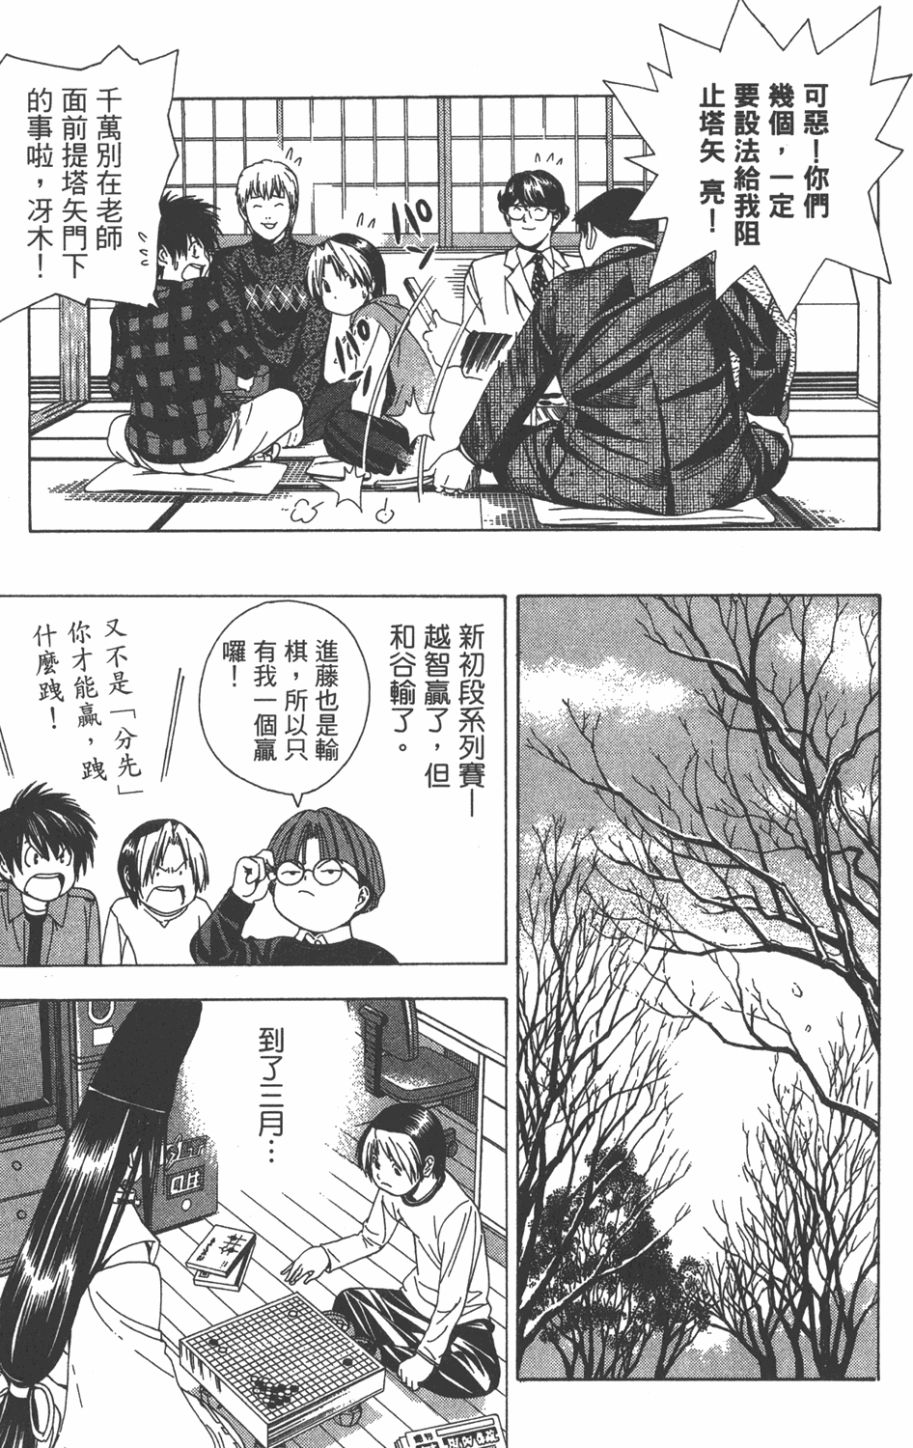 可惡！你們
幾個，一定
要設法給我阻
止塔矢 亮！
千萬別在老師
面前提塔矢門下
的事啦，冴木！
新初段系列賽—
越智贏了，但
和谷輸了。
進藤也是輸
棋，所以只
有我一個贏
囉！
又不是「分先」
你才能贏，跩
什麼跩！
到了三月…